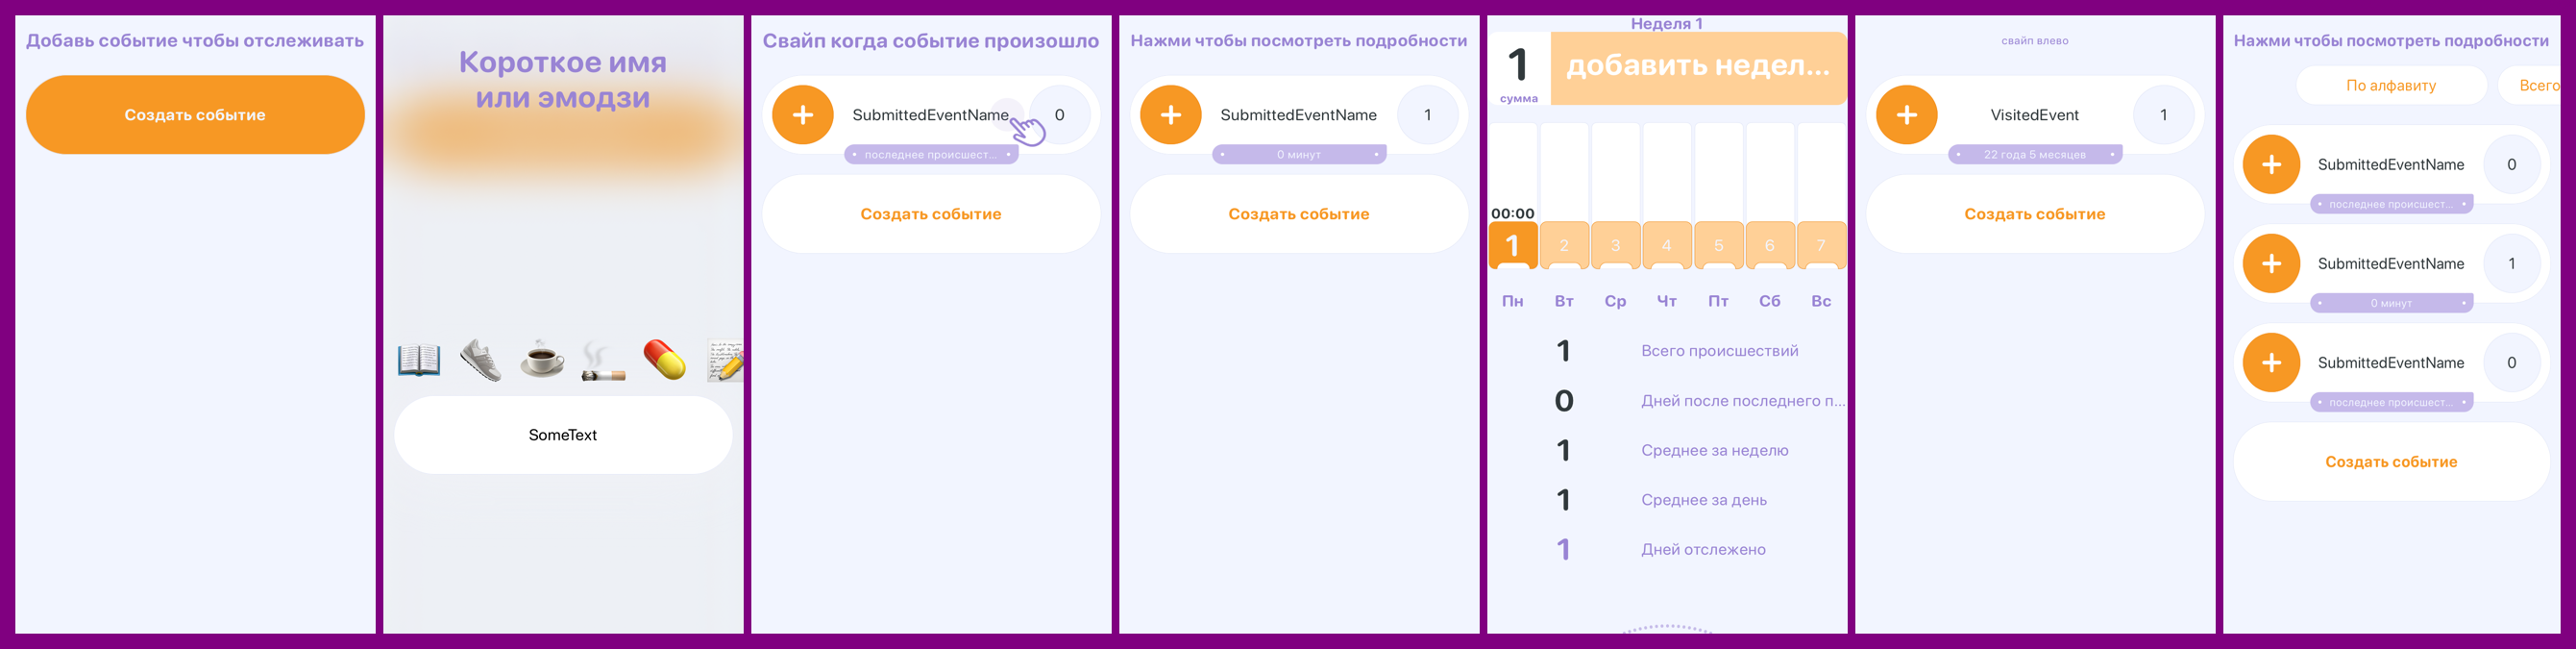 Добавь событие чтобы отслеживать
Создать событие
Короткое имя
или эмодзи
SomeText
Свайп когда событие произошло
SubmittedEventName
0
последнее происшест...
Создать событие
Нажми чтобы посмотреть подробности
SubmittedEventName
1
0 минут
Создать событие
Неделя 1
1
сумма
добавить недел...
00:00
1 2 3 4 5 6 7
Пн Вт Ср Чт Пт Сб Вс
1 Всего происшествий
0 Дней после последнего п...
1 Среднее за неделю
1 Среднее за день
1 Дней отслежено
свайп влево
VisitedEvent
1
22 года 5 месяцев
Создать событие
Нажми чтобы посмотреть подробности
По алфавиту
Всего
SubmittedEventName
0
последнее происшест...
SubmittedEventName
1
0 минут
SubmittedEventName
0
последнее происшест...
Создать событие